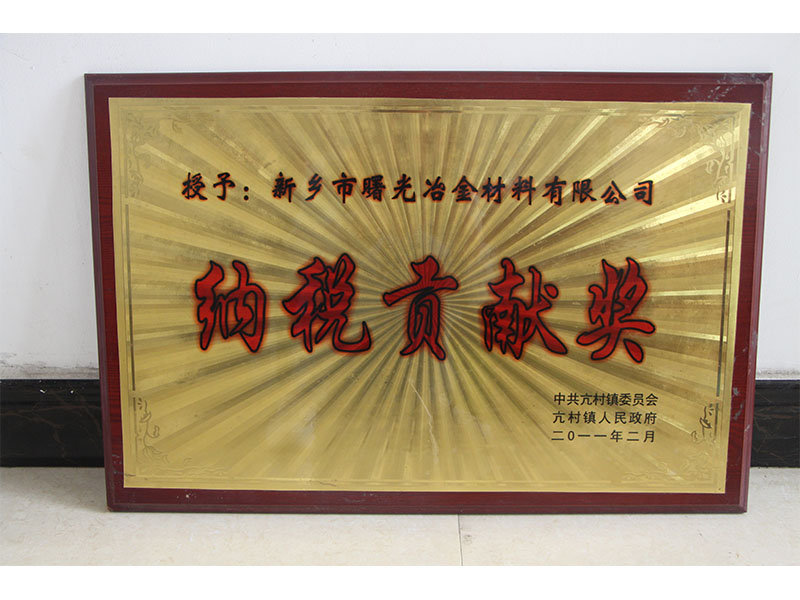 授予：新乡市曙光冶金材料有限公司
纳税贡献奖
中共亢村镇委员会
亢村镇人民政府
二〇一一年二月